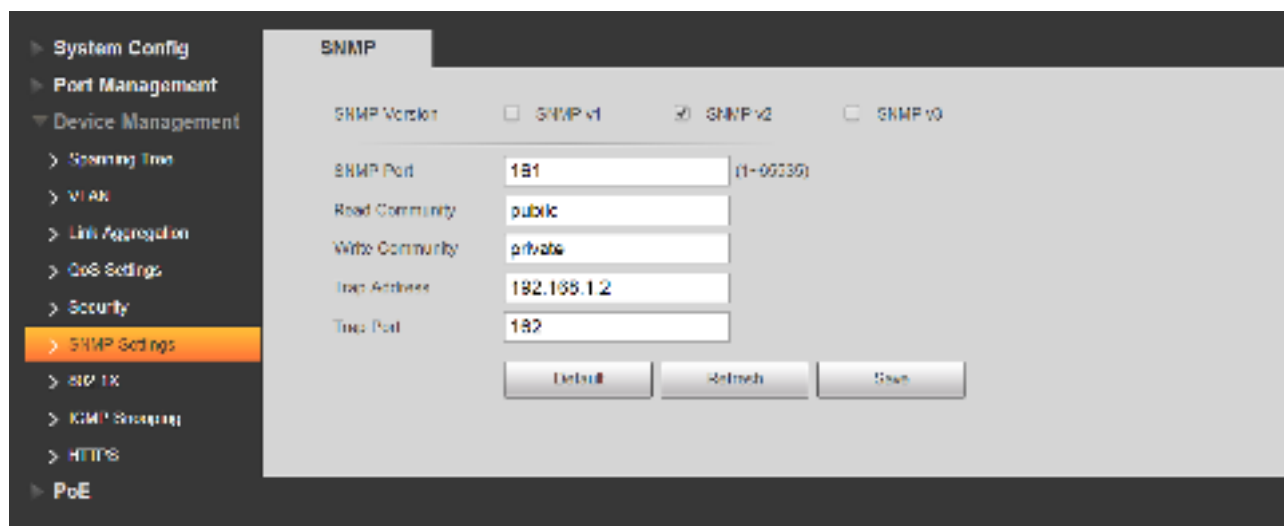 System Config
Port Management
Device Management
Spanning Tree
VLAN
Link Aggregation
QoS Settings
Security
SNMP Settings
802.1X
IGMP Snooping
HTTPS
PoE
SNMP
SNMP Version SNMP v1 SNMP v2 SNMP v3
SNMP Port 161 (1~65535)
Read Community public
Write Community private
Trap Address 192.168.1.2
Trap Port 162
Default Refresh Save